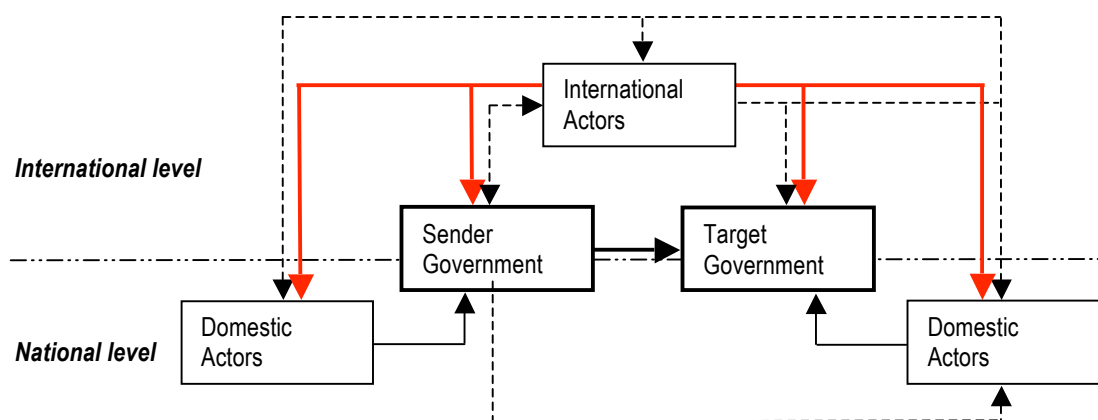 International
Actors
International level
Sender
Government
Target
Government
Domestic
Actors
Domestic
Actors
National level